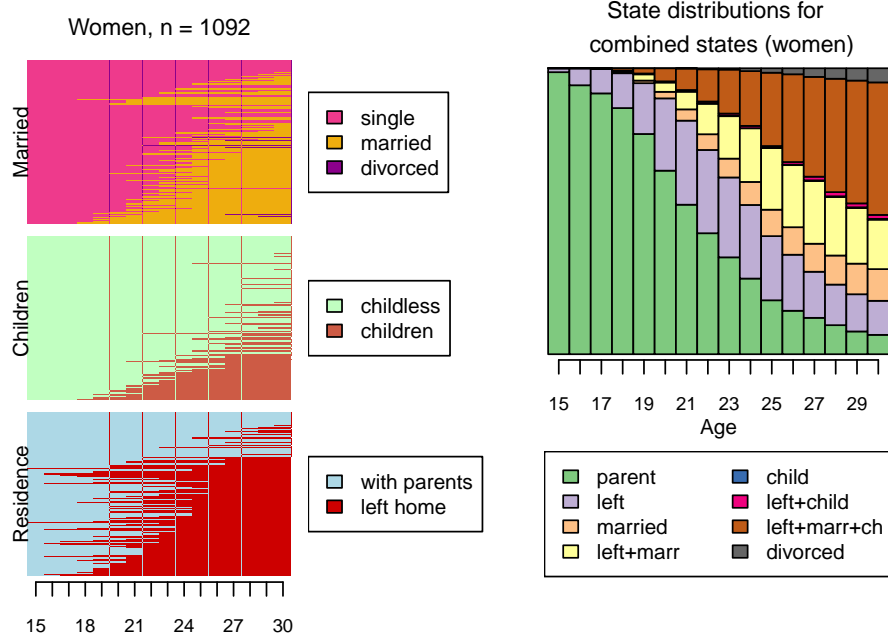 Women, n = 1092
Married
single
married
divorced
Children
childless
children
Residence
with parents
left home
15 18 21 24 27 30
State distributions for
combined states (women)
15 17 19 21 23 25 27 29
Age
parent
left
married
left+marr
child
left+child
left+marr+ch
divorced